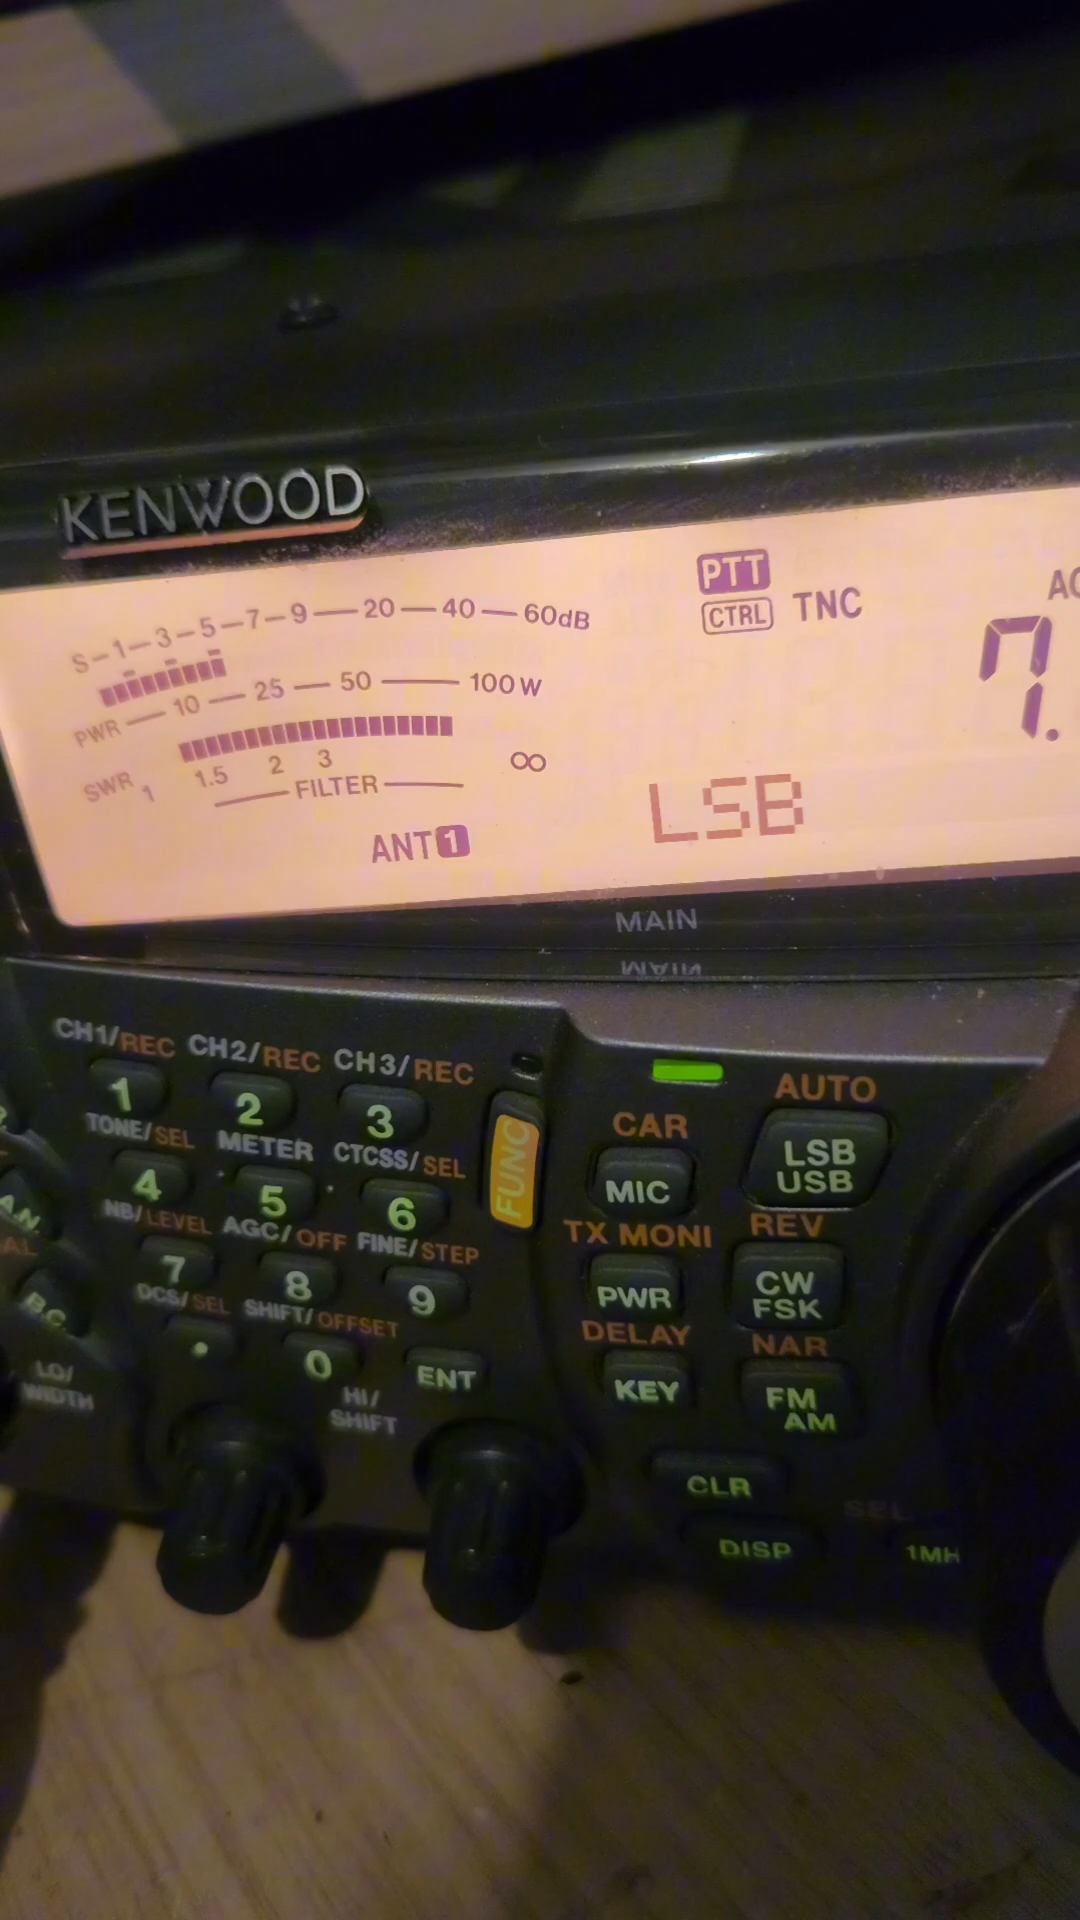 KENWOOD
S-1-3-5-7-9-20-40-60dB
PTT
CTRL TNC
7.
PWR 10 25 50 100W
SWR 1 1.5 2 3 ∞
FILTER
LSB
ANT 1
MAIN
CH1/REC CH2/REC CH3/REC
1 2 3
TONE/SEL METER CTCSS/SEL
4 5 6
NB/LEVEL AGC/OFF FINE/STEP
7 8 9
DCS/SEL SHIFT/OFFSET
. 0 ENT
LO/
WIDTH
HI/
SHIFT
FUNC
CAR
MIC
AUTO
LSB
USB
TX MONI
PWR
REV
CW
FSK
DELAY
KEY
NAR
FM
AM
CLR
SEL
DISP
A.N.
B.C.